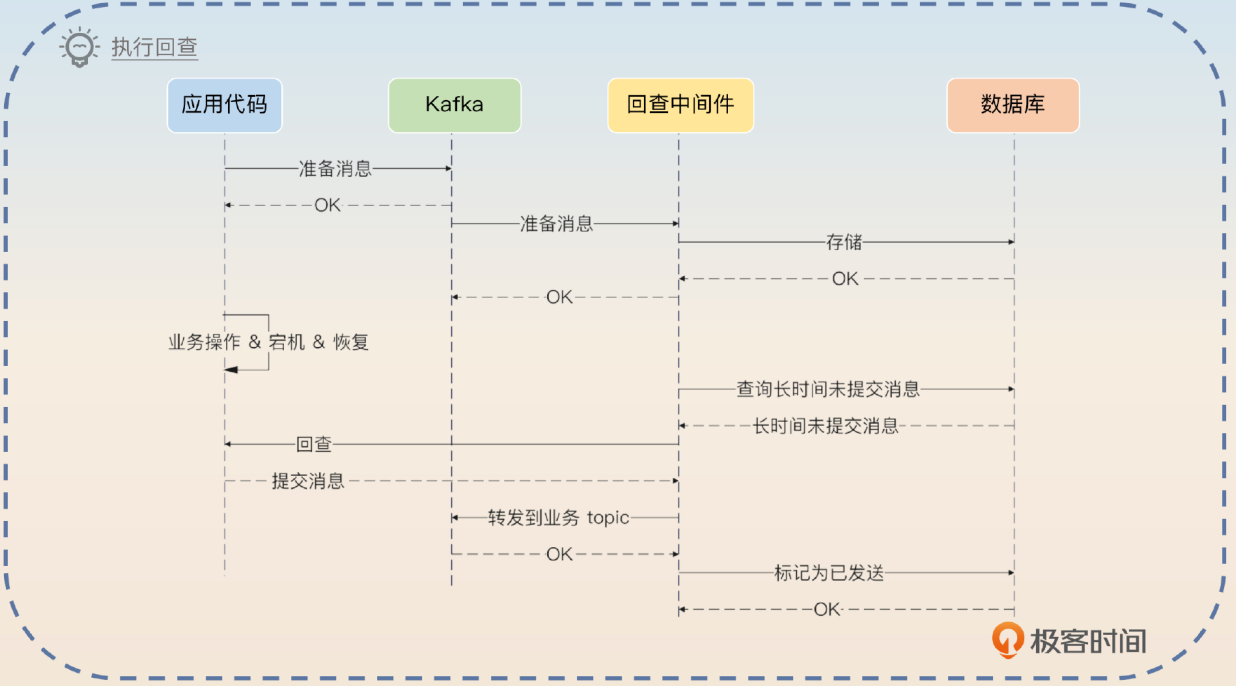 执行回查
应用代码
Kafka
回查中间件
数据库
准备消息
OK
准备消息
存储
OK
OK
业务操作 & 宕机 & 恢复
查询长时间未提交消息
长时间未提交消息
回查
提交消息
转发到业务 topic
OK
标记为已发送
OK
极客时间